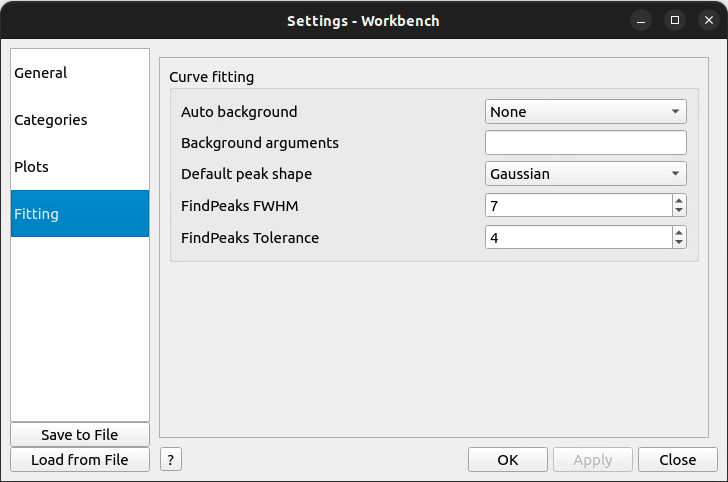 Settings - Workbench
General
Categories
Plots
Fitting
Save to File
Load from File
Curve fitting
Auto background None
Background arguments
Default peak shape Gaussian
FindPeaks FWHM 7
FindPeaks Tolerance 4
? OK Apply Close